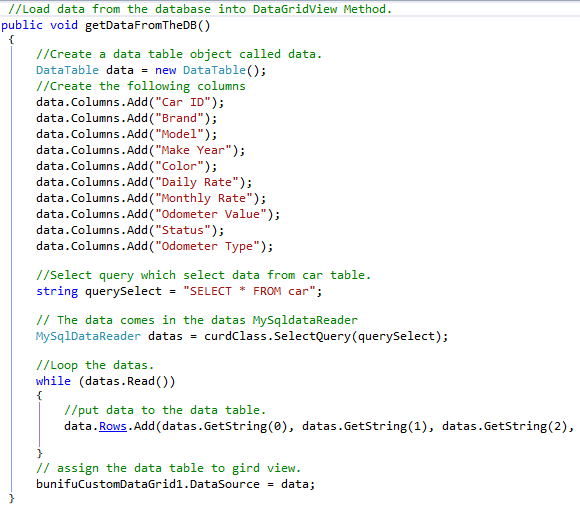 //Load data from the database into DataGridView Method.
public void getDataFromTheDB()
{
//Create a data table object called data.
DataTable data = new DataTable();
//Create the following columns
data.Columns.Add("Car ID");
data.Columns.Add("Brand");
data.Columns.Add("Model");
data.Columns.Add("Make Year");
data.Columns.Add("Color");
data.Columns.Add("Daily Rate");
data.Columns.Add("Monthly Rate");
data.Columns.Add("Odometer Value");
data.Columns.Add("Status");
data.Columns.Add("Odometer Type");
//Select query which select data from car table.
string querySelect = "SELECT * FROM car";
// The data comes in the datas MySqldataReader
MySqlDataReader datas = curdClass.SelectQuery(querySelect);
//Loop the datas.
while (datas.Read())
{
//put data to the data table.
data.Rows.Add(datas.GetString(0), datas.GetString(1), datas.GetString(2),
}
// assign the data table to gird view.
bunifuCustomDataGrid1.DataSource = data;
}